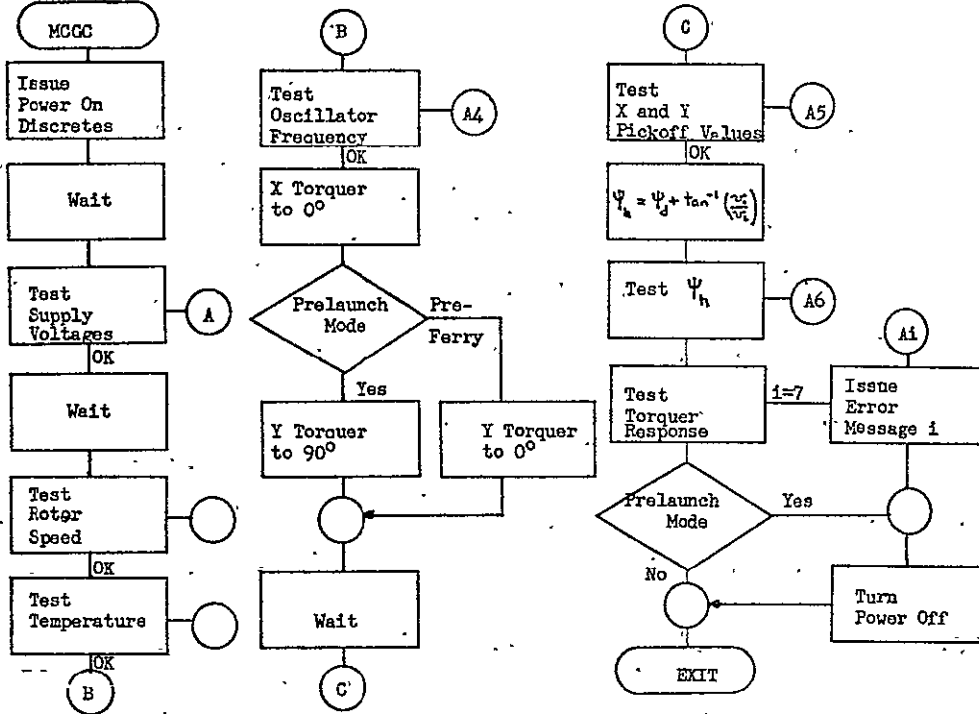 MCGC
Issue
Power On
Discretes
Wait
Test
Supply
Voltages
A
OK
Wait
Test
Rotor
Speed
OK
Test
Temperature
OK
B
B
Test
Oscillator
Frequency
A4
OK
X Torquer
to 0°
Prelaunch
Mode
Pre-
Ferry
Yes
Y Torquer
to 90°
Y Torquer
to 0°
Wait
C
C
Test
X and Y
Pickoff Values
A5
OK
Test Ψh
A6
Test
Torquer
Response
i=7
Ai
Issue
Error
Message i
Prelaunch
Mode
Yes
No
Turn
Power Off
EXIT